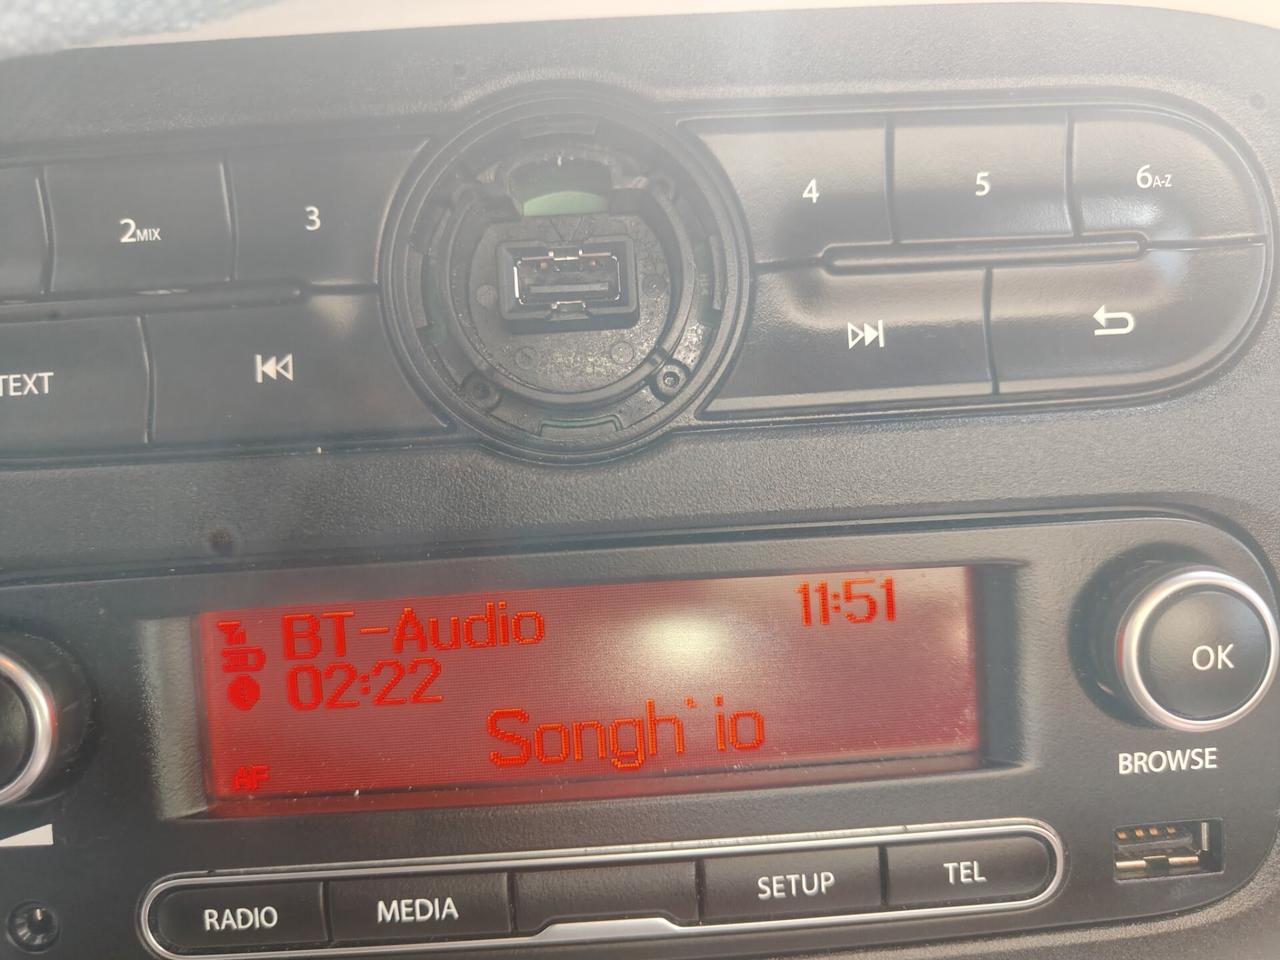 2MIX
3
4
5
6A-Z
TEXT
BT-Audio
11:51
02:22
Songh`io
AF
OK
BROWSE
RADIO
MEDIA
SETUP
TEL